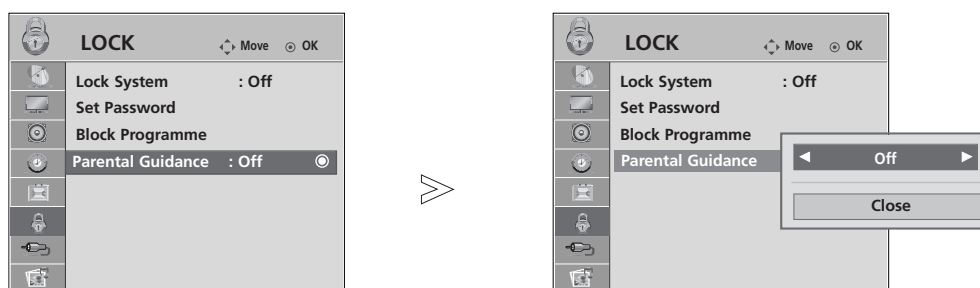 LOCK
Move
OK
Lock System : Off
Set Password
Block Programme
Parental Guidance : Off
LOCK
Move
OK
Lock System : Off
Set Password
Block Programme
Parental Guidance
Off
Close